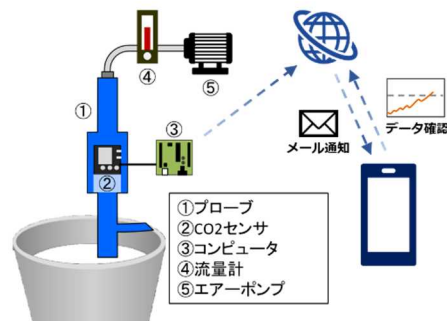 ④
⑤
①
③
②
メール通知
データ確認
①プローブ
②CO2センサ
③コンピュータ
④流量計
⑤エアーポンプ